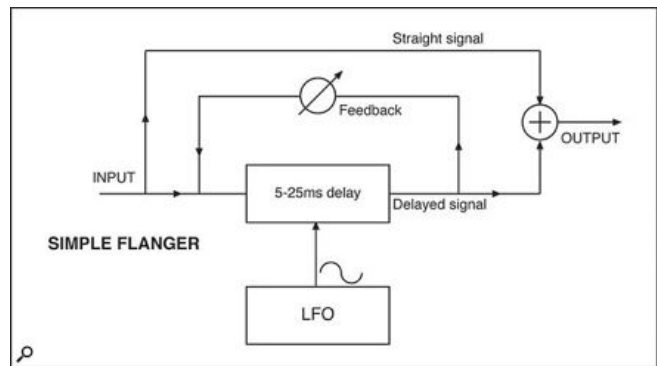 Straight signal
Feedback
OUTPUT
INPUT
5-25ms delay
Delayed signal
SIMPLE FLANGER
LFO